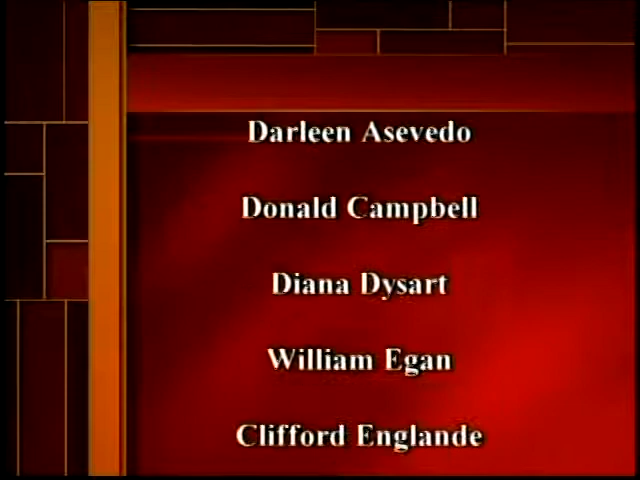 Darleen Asevedo
Donald Campbell
Diana Dysart
William Egan
Clifford Englande